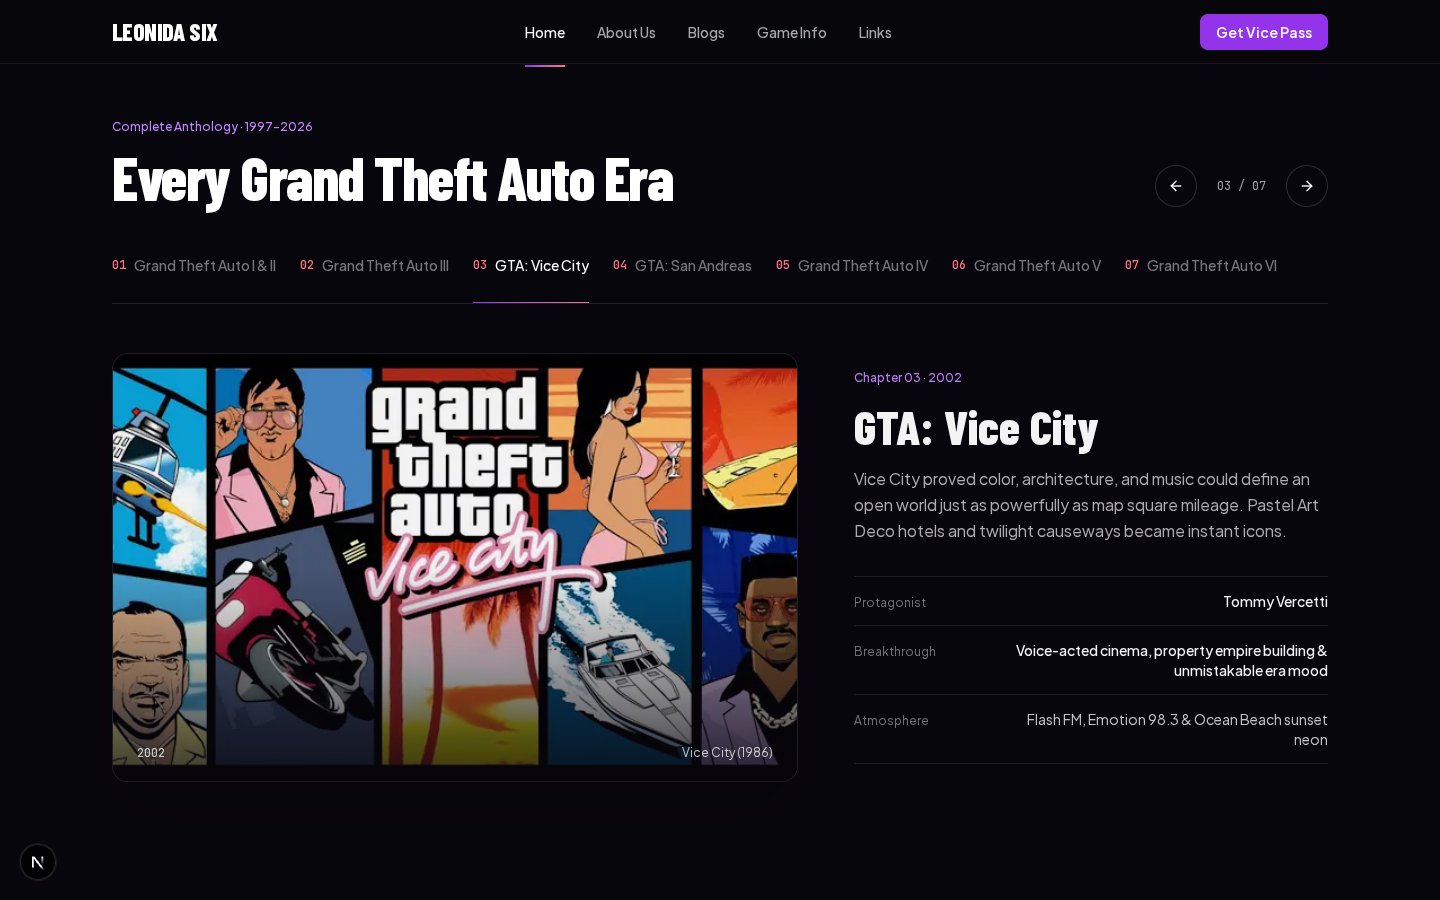 LEONIDA SIX
Home
About Us
Blogs
Game Info
Links
Get Vice Pass
Complete Anthology · 1997–2026
Every Grand Theft Auto Era
03 / 07
01 Grand Theft Auto I & II
02 Grand Theft Auto III
03 GTA: Vice City
04 GTA: San Andreas
05 Grand Theft Auto IV
06 Grand Theft Auto V
07 Grand Theft Auto VI
grand
theft
auto
Vice City
2002
Vice City (1986)
Chapter 03 · 2002
GTA: Vice City
Vice City proved color, architecture, and music could define an
open world just as powerfully as map square mileage. Pastel Art
Deco hotels and twilight causeways became instant icons.
Protagonist
Tommy Vercetti
Breakthrough
Voice-acted cinema, property empire building &
unmistakable era mood
Atmosphere
Flash FM, Emotion 98.3 & Ocean Beach sunset
neon
N